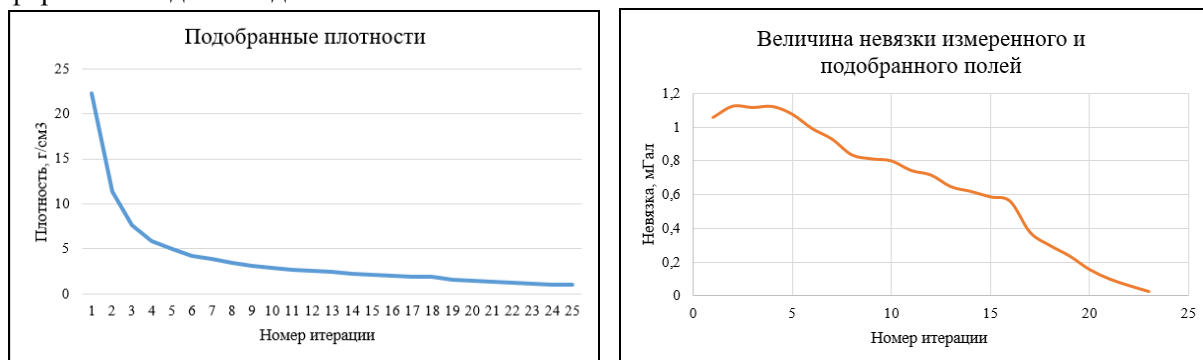 Подобранные плотности
25
20
15
10
5
0
Плотность, г/см3
1 2 3 4 5 6 7 8 9 10 11 12 13 14 15 16 17 18 19 20 21 22 23 24 25
Номер итерации
Величина невязки измеренного и
подобранного полей
1,2
1
0,8
0,6
0,4
0,2
0
Невязка, мГал
0 5 10 15 20 25
Номер итерации